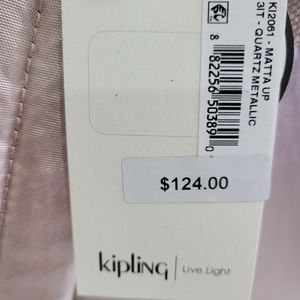 KI2061 - MATTA UP
3IT - QUARTZ METALLIC
8 82256 50389 0
$124.00
kipling | Live.Light